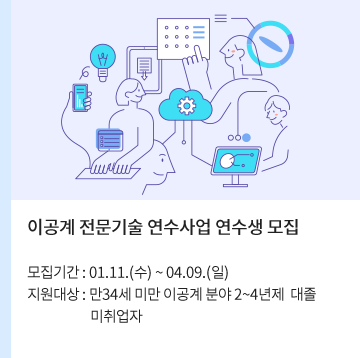 이공계 전문기술 연수사업 연수생 모집
모집기간 : 01.11.(수) ~ 04.09.(일)
지원대상 : 만34세 미만 이공계 분야 2~4년제 대졸
미취업자